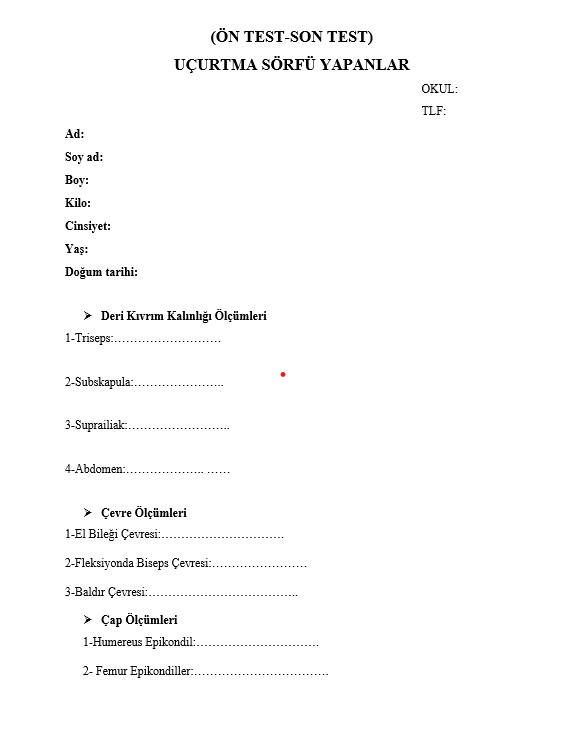 (ÖN TEST-SON TEST)
UÇURTMA SÖRFÜ YAPANLAR
OKUL:
TLF:
Ad:
Soy ad:
Boy:
Kilo:
Cinsiyet:
Yaş:
Doğum tarihi:
➢ Deri Kıvrım Kalınlığı Ölçümleri
1-Triseps:………………………
2-Subskapula:…………………..
3-Suprailiak:……………………..
4-Abdomen:……………….. ……
➢ Çevre Ölçümleri
1-El Bileği Çevresi:………………………….
2-Fleksiyonda Biseps Çevresi:……………………
3-Baldır Çevresi:………………………………..
➢ Çap Ölçümleri
1-Humereus Epikondil:………………………….
2- Femur Epikondiller:…………………………….